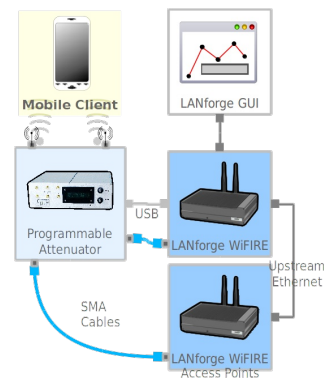 Mobile Client
LANforge GUI
USB
Programmable
Attenuator
LANforge WiFIRE
Upstream
Ethernet
SMA
Cables
LANforge WiFIRE
Access Points